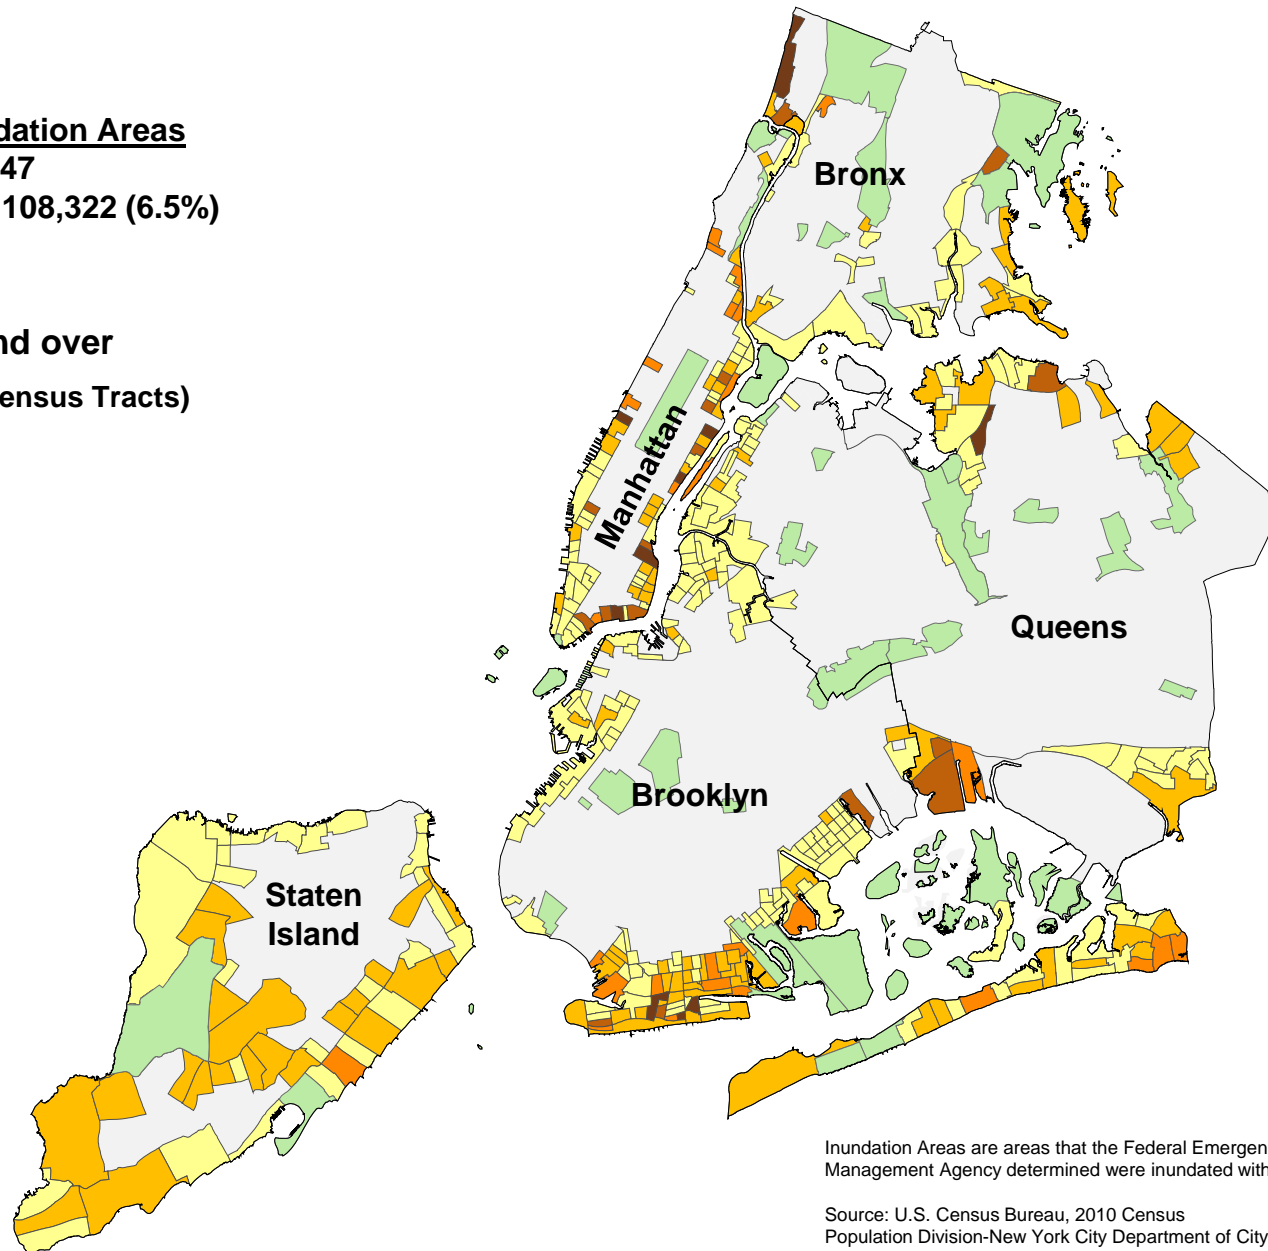 dation Areas
47
108,322 (6.5%)
nd over
ensus Tracts)
Bronx
Manhattan
Queens
Brooklyn
Staten
Island
Inundation Areas are areas that the Federal Emergen
Management Agency determined were inundated with
Source: U.S. Census Bureau, 2010 Census
Population Division-New York City Department of City